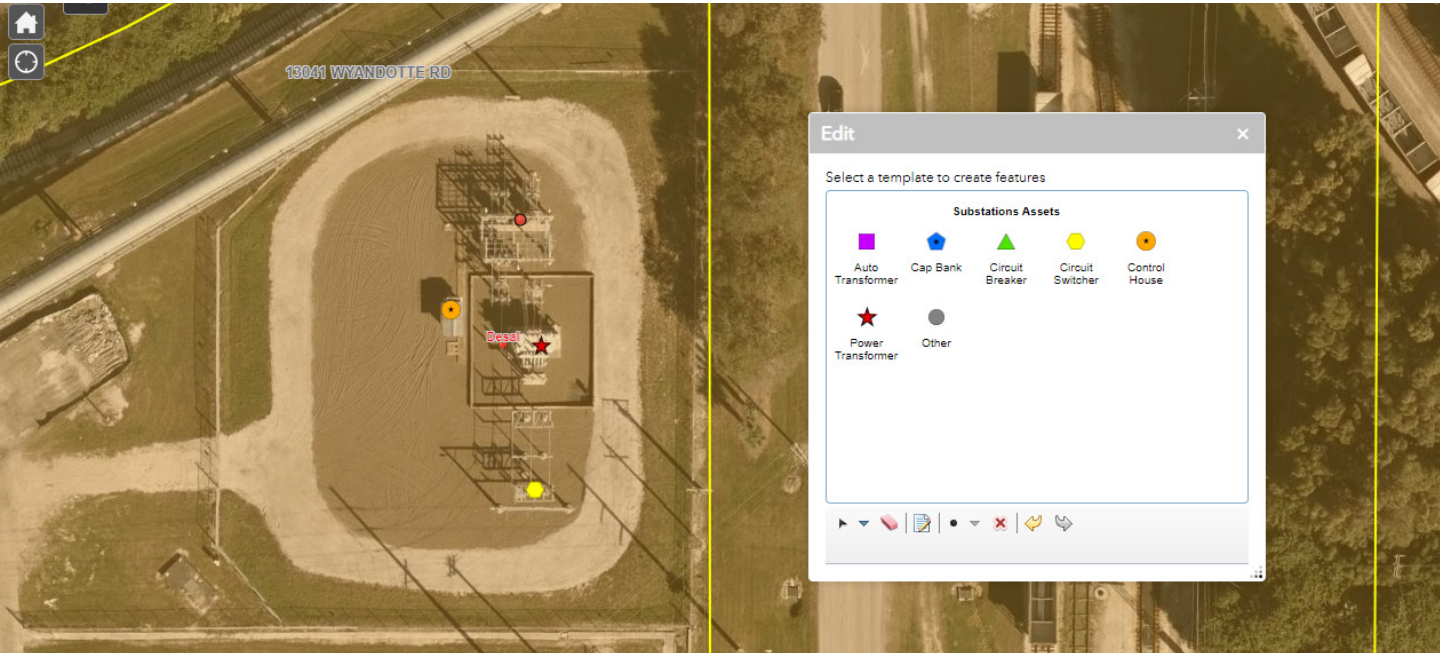 13041 WYANDOTTE RD
Edit
Select a template to create features
Substations Assets
Auto Transformer
Cap Bank
Circuit Breaker
Circuit Switcher
Control House
Power Transformer
Other
Desal